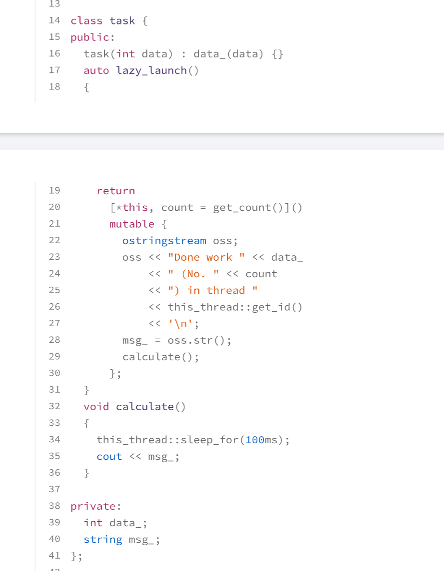 13
14 class task {
15 public:
16   task(int data) : data_(data) {}
17   auto lazy_launch()
18   {
19     return
20       [*this, count = get_count()]()
21       mutable {
22         ostringstream oss;
23         oss << "Done work " << data_
24             << " (No. " << count
25             << ") in thread "
26             << this_thread::get_id()
27             << '\n';
28         msg_ = oss.str();
29         calculate();
30       };
31   }
32   void calculate()
33   {
34     this_thread::sleep_for(100ms);
35     cout << msg_;
36   }
37
38 private:
39   int data_;
40   string msg_;
41 };